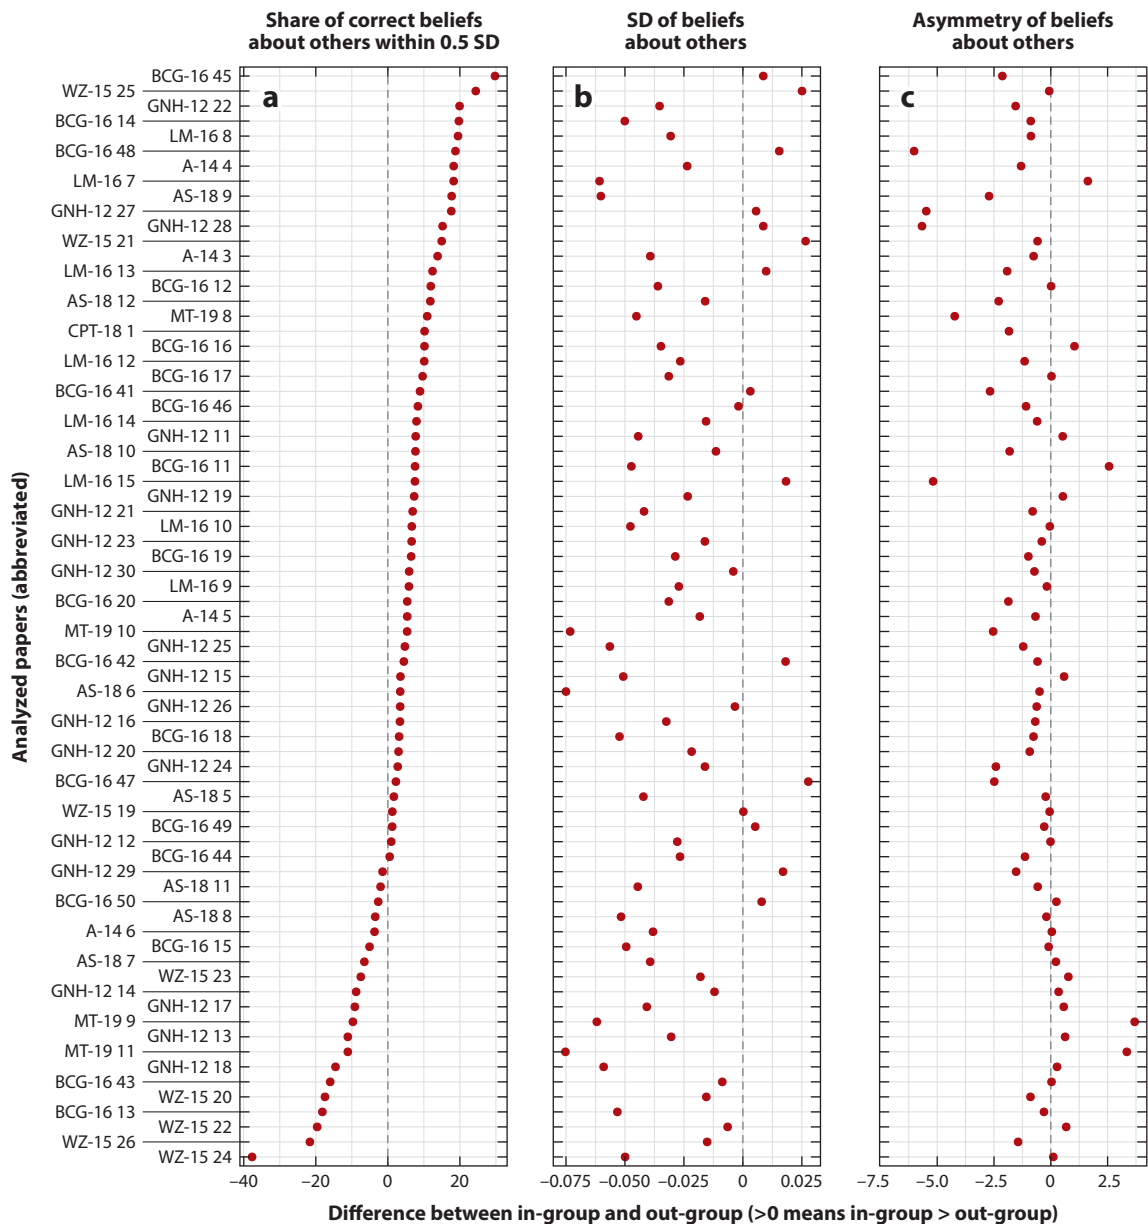 Share of correct beliefs
about others within 0.5 SD
SD of beliefs
about others
Asymmetry of beliefs
about others
a
b
c
Analyzed papers (abbreviated)
BCG-16 45
WZ-15 25
GNH-12 22
BCG-16 14
LM-16 8
BCG-16 48
A-14 4
LM-16 7
AS-18 9
GNH-12 27
GNH-12 28
WZ-15 21
A-14 3
LM-16 13
BCG-16 12
AS-18 12
MT-19 8
CPT-18 1
BCG-16 16
LM-16 12
BCG-16 17
BCG-16 41
BCG-16 46
LM-16 14
GNH-12 11
AS-18 10
BCG-16 11
LM-16 15
GNH-12 19
GNH-12 21
LM-16 10
GNH-12 23
BCG-16 19
GNH-12 30
LM-16 9
BCG-16 20
A-14 5
MT-19 10
GNH-12 25
BCG-16 42
GNH-12 15
AS-18 6
GNH-12 26
GNH-12 16
BCG-16 18
GNH-12 20
GNH-12 24
BCG-16 47
AS-18 5
WZ-15 19
BCG-16 49
GNH-12 12
BCG-16 44
GNH-12 29
AS-18 11
BCG-16 50
AS-18 8
A-14 6
BCG-16 15
AS-18 7
WZ-15 23
GNH-12 14
GNH-12 17
MT-19 9
GNH-12 13
MT-19 11
GNH-12 18
BCG-16 43
WZ-15 20
BCG-16 13
WZ-15 22
WZ-15 26
WZ-15 24
−40 −20 0 20
−0.075 −0.050 −0.025 0 0.025
−7.5 −5.0 −2.5 0 2.5
Difference between in-group and out-group (>0 means in-group > out-group)